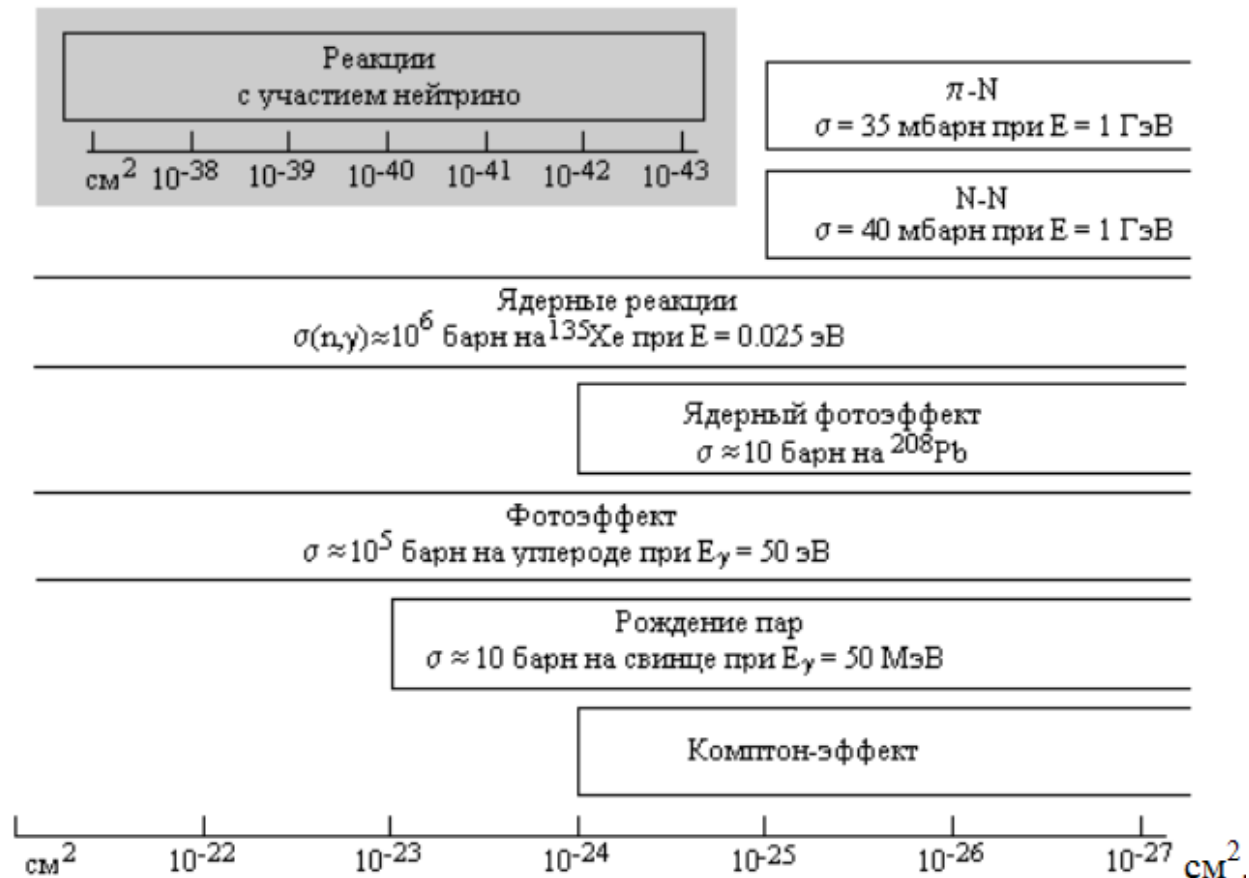 Реакции
с участием нейтрино
см² 10⁻³⁸ 10⁻³⁹ 10⁻⁴⁰ 10⁻⁴¹ 10⁻⁴² 10⁻⁴³
π-N
σ = 35 мбарн при E = 1 ГэВ
N-N
σ = 40 мбарн при E = 1 ГэВ
Ядерные реакции
σ(n,γ)≈10⁶ барн на ¹³⁵Xe при E = 0.025 эВ
Ядерный фотоэффект
σ ≈ 10 барн на ²⁰⁸Pb
Фотоэффект
σ ≈ 10⁵ барн на углероде при Eγ = 50 эВ
Рождение пар
σ ≈ 10 барн на свинце при Eγ = 50 МэВ
Комптон-эффект
см² 10⁻²² 10⁻²³ 10⁻²⁴ 10⁻²⁵ 10⁻²⁶ 10⁻²⁷ см².